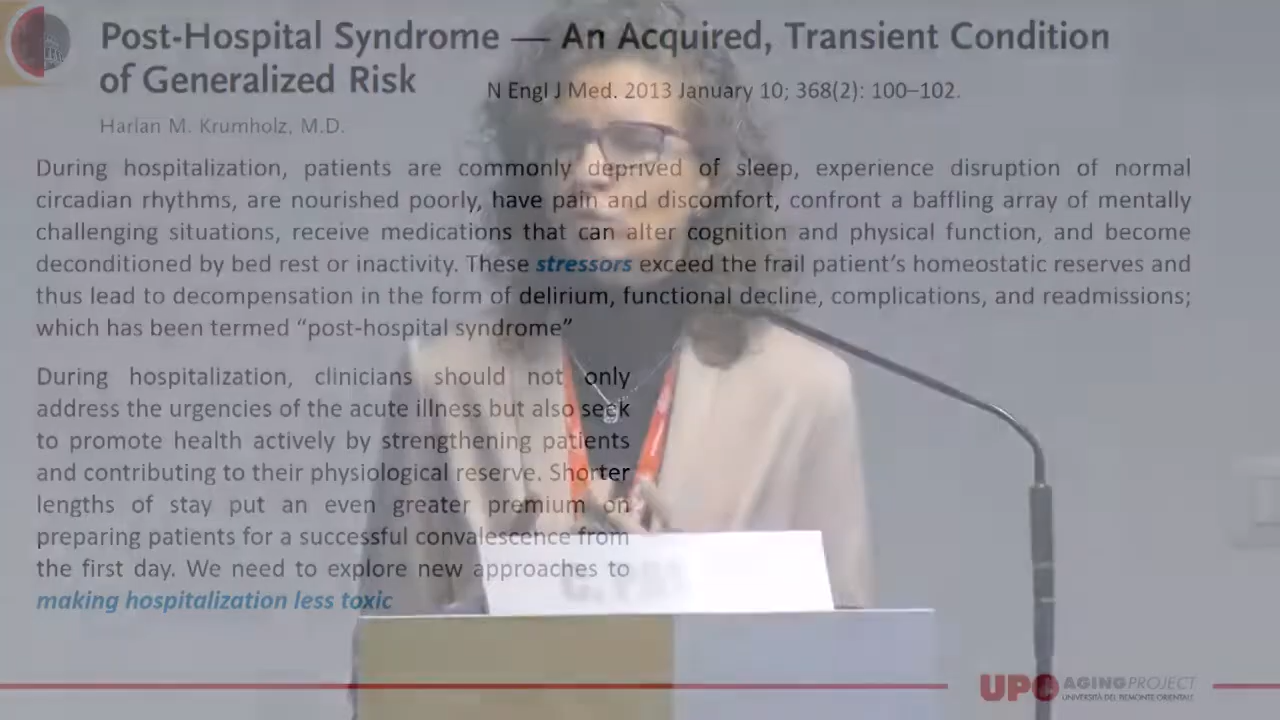 Post-Hospital Syndrome — An Acquired, Transient Condition
of Generalized Risk
N Engl J Med. 2013 January 10; 368(2): 100–102.
Harlan M. Krumholz, M.D.
During hospitalization, patients are commonly deprived of sleep, experience disruption of normal
circadian rhythms, are nourished poorly, have pain and discomfort, confront a baffling array of mentally
challenging situations, receive medications that can alter cognition and physical function, and become
deconditioned by bed rest or inactivity. These stressors exceed the frail patient’s homeostatic reserves and
thus lead to decompensation in the form of delirium, functional decline, complications, and readmissions;
which has been termed “post-hospital syndrome”
During hospitalization, clinicians should not only
address the urgencies of the acute illness but also seek
to promote health actively by strengthening patients
and contributing to their physiological reserve. Shorter
lengths of stay put an even greater premium on
preparing patients for a successful convalescence from
the first day. We need to explore new approaches to
making hospitalization less toxic
UPO AGINGPROJECT
UNIVERSITÀ DEL PIEMONTE ORIENTALE